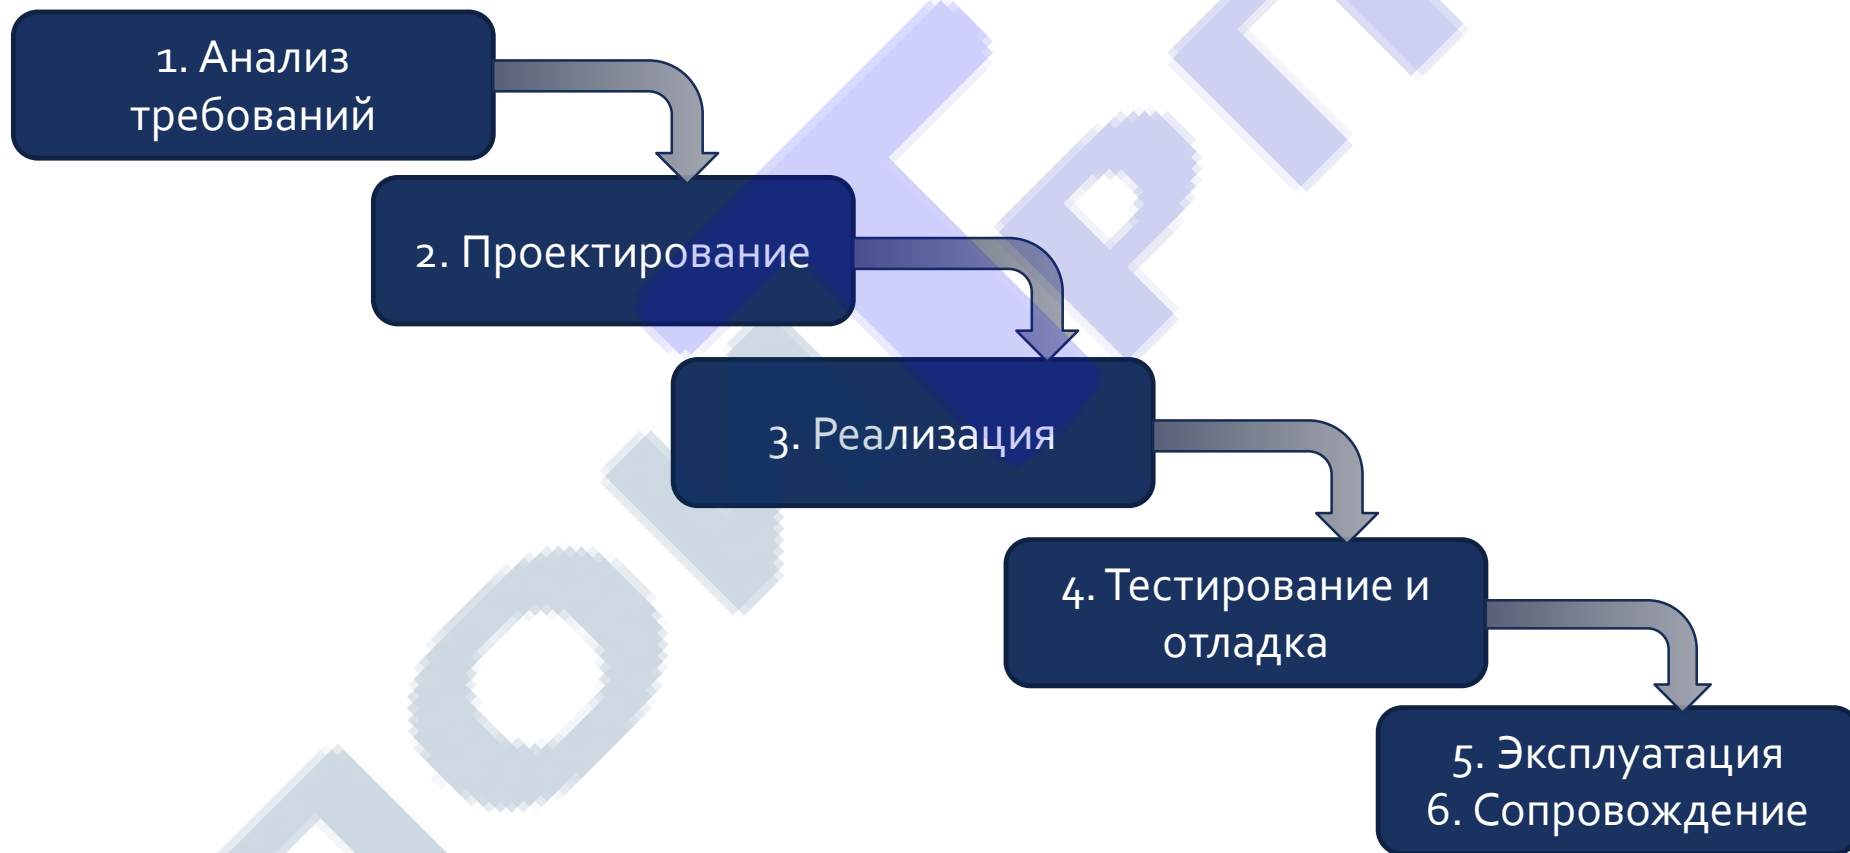 1. Анализ
требований
2. Проектирование
3. Реализация
4. Тестирование и
отладка
5. Эксплуатация
6. Сопровождение